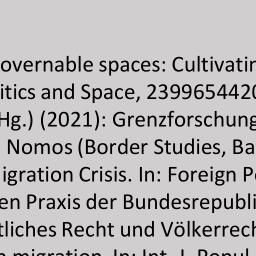 overnable spaces: Cultivatin
itics and Space, 2399654420
Hg.) (2021): Grenzforschung
Nomos (Border Studies, Ba
igration Crisis. In: Foreign Po
en Praxis der Bundesrepubli
tliches Recht und Völkerrech
n migration. In: Int. J. Popul.